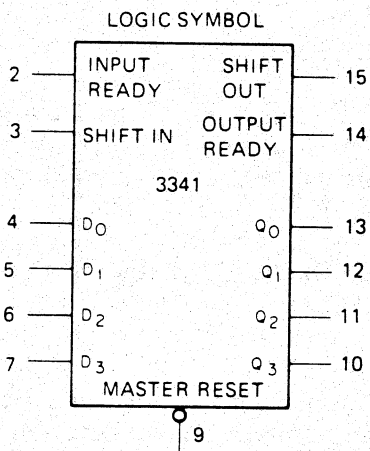 LOGIC SYMBOL
2 INPUT READY SHIFT OUT 15
3 SHIFT IN OUTPUT READY 14
3341
4 D0 Q0 13
5 D1 Q1 12
6 D2 Q2 11
7 D3 Q3 10
MASTER RESET
9